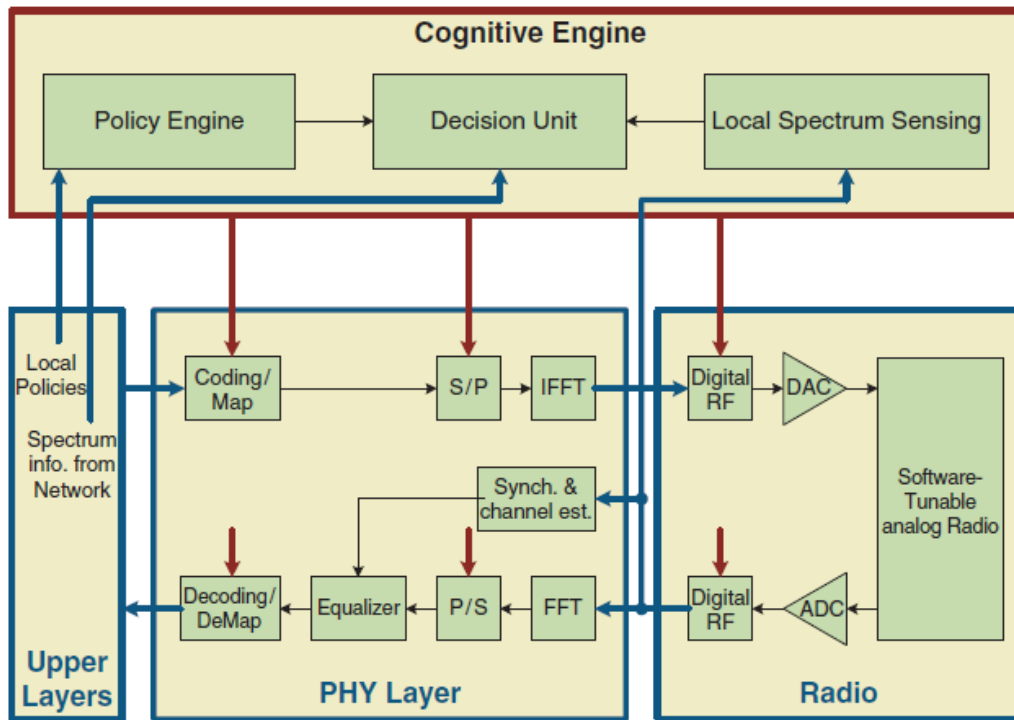 Cognitive Engine
Policy Engine
Decision Unit
Local Spectrum Sensing
Local
Policies
Spectrum
info. from
Network
Coding/
Map
S/P
IFFT
Digital
RF
DAC
Software-
Tunable
analog Radio
Synch. &
channel est.
Decoding/
DeMap
Equalizer
P/S
FFT
Digital
RF
ADC
Upper
Layers
PHY Layer
Radio